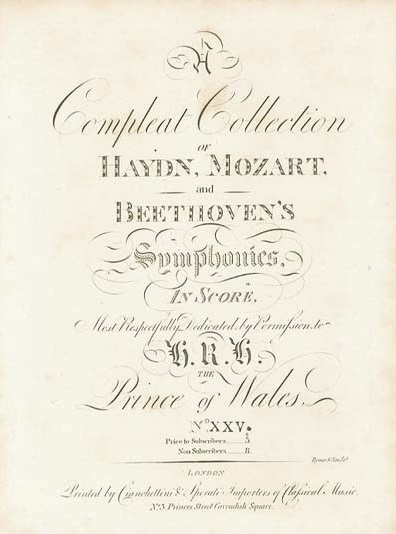 A
Compleat Collection
OF
HAYDN, MOZART,
and
BEETHOVEN'S
Symphonies,
IN SCORE,
Most Respectfully Dedicated, by Permission, to
H. R. H.
THE
Prince of Wales.
No. XXV.
Price to Subscribers 5
Non Subscribers 8.
LONDON
Printed by Cianchettini & Sperati Importers of Classical Music.
No. 5 Princes Street Cavendish Square.